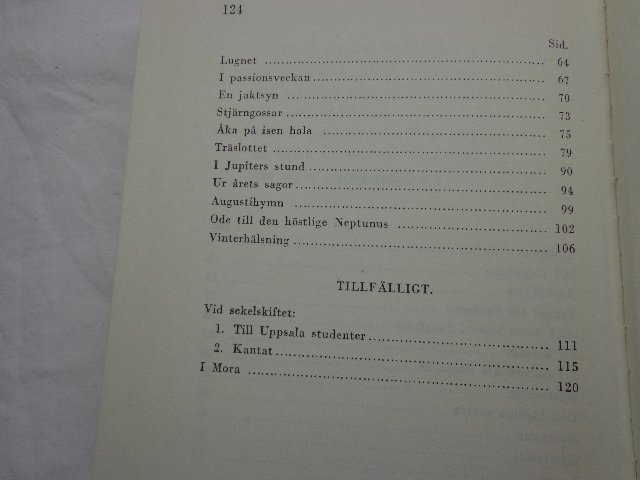 124
Sid.
Lugnet 64
I passionsveckan 67
En jaktsyn 70
Stjärngossar 73
Åka på isen hala 75
Träslottet 79
I Jupiters stund 90
Ur årets sagor 94
Augustihymn 99
Ode till den höstlige Neptunus 102
Vinterhälsning 106
TILLFÄLLIGT.
Vid sekelskiftet:
1. Till Uppsala studenter 111
2. Kantat 115
I Mora 120